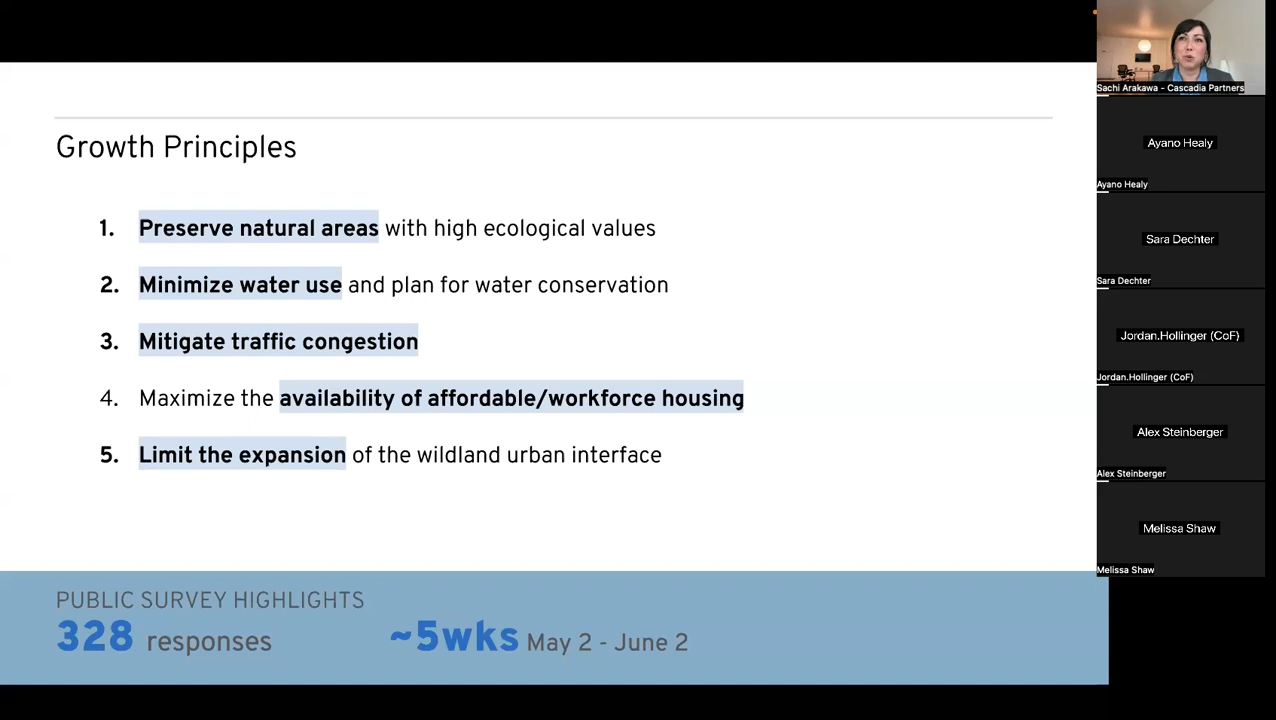 Growth Principles
1. Preserve natural areas with high ecological values
2. Minimize water use and plan for water conservation
3. Mitigate traffic congestion
4. Maximize the availability of affordable/workforce housing
5. Limit the expansion of the wildland urban interface
PUBLIC SURVEY HIGHLIGHTS
328 responses ~5wks May 2 - June 2
Sachi Arakawa - Cascadia Partners
Ayano Healy
Ayano Healy
Sara Dechter
Sara Dechter
Jordan.Hollinger (CoF)
Jordan.Hollinger (CoF)
Alex Steinberger
Alex Steinberger
Melissa Shaw
Melissa Shaw